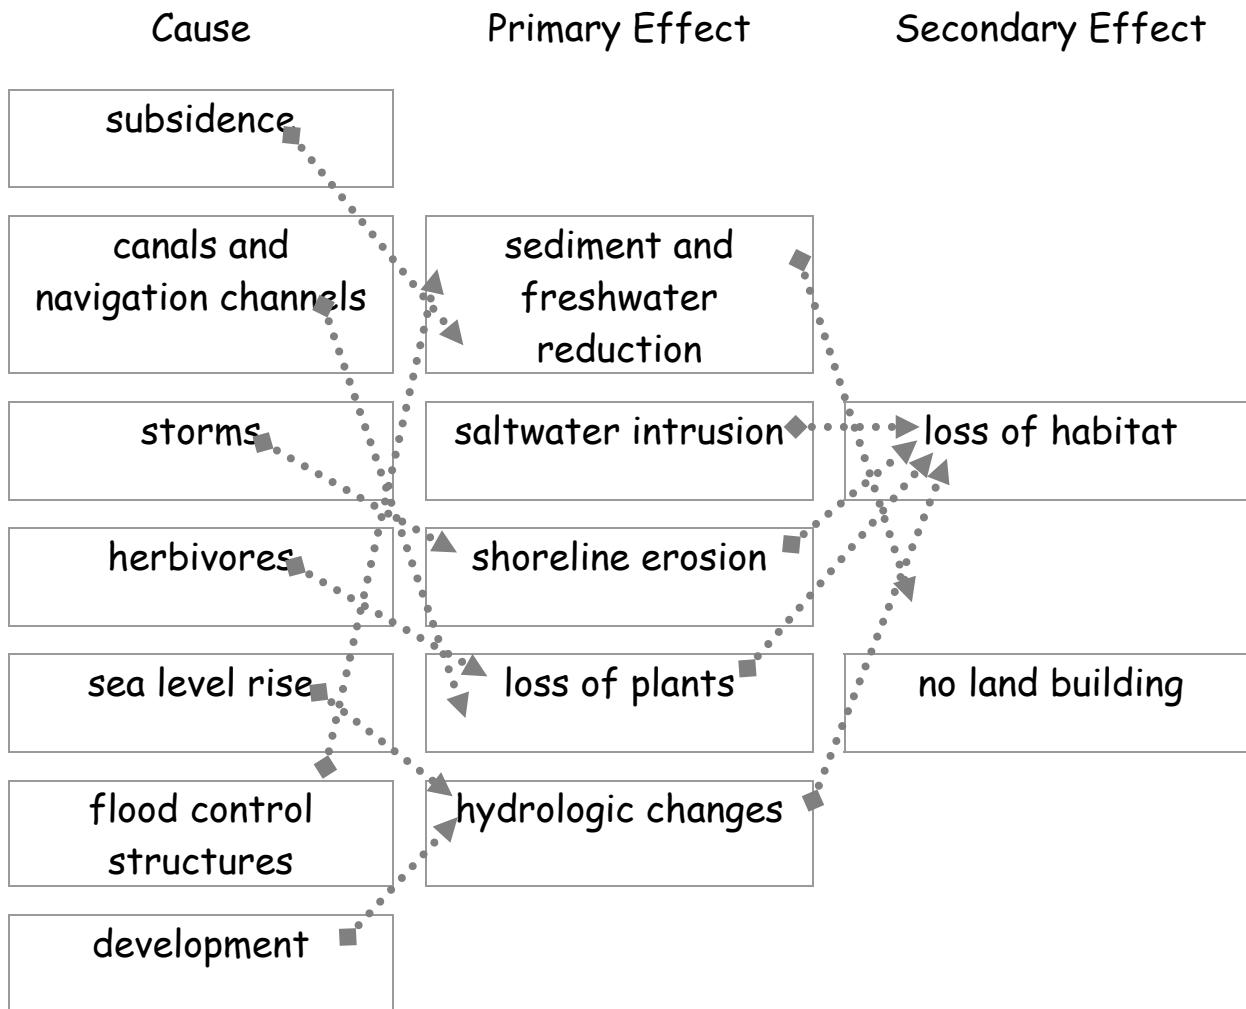 Cause
Primary Effect
Secondary Effect
subsidence
canals and
navigation channels
sediment and
freshwater
reduction
storms
saltwater intrusion
loss of habitat
herbivores
shoreline erosion
sea level rise
loss of plants
no land building
flood control
structures
hydrologic changes
development